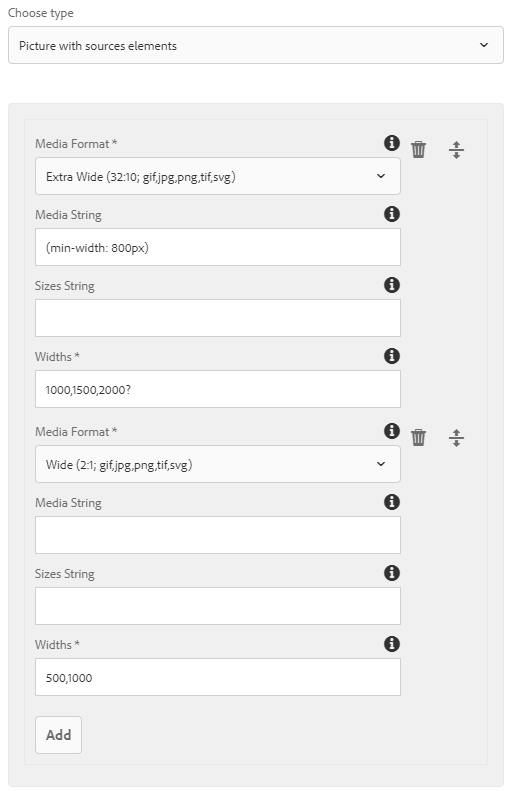 Choose type
Picture with sources elements
Media Format *
Extra Wide (32:10; gif,jpg,png,tif,svg)
Media String
(min-width: 800px)
Sizes String
Widths *
1000,1500,2000?
Media Format *
Wide (2:1; gif,jpg,png,tif,svg)
Media String
Sizes String
Widths *
500,1000
Add